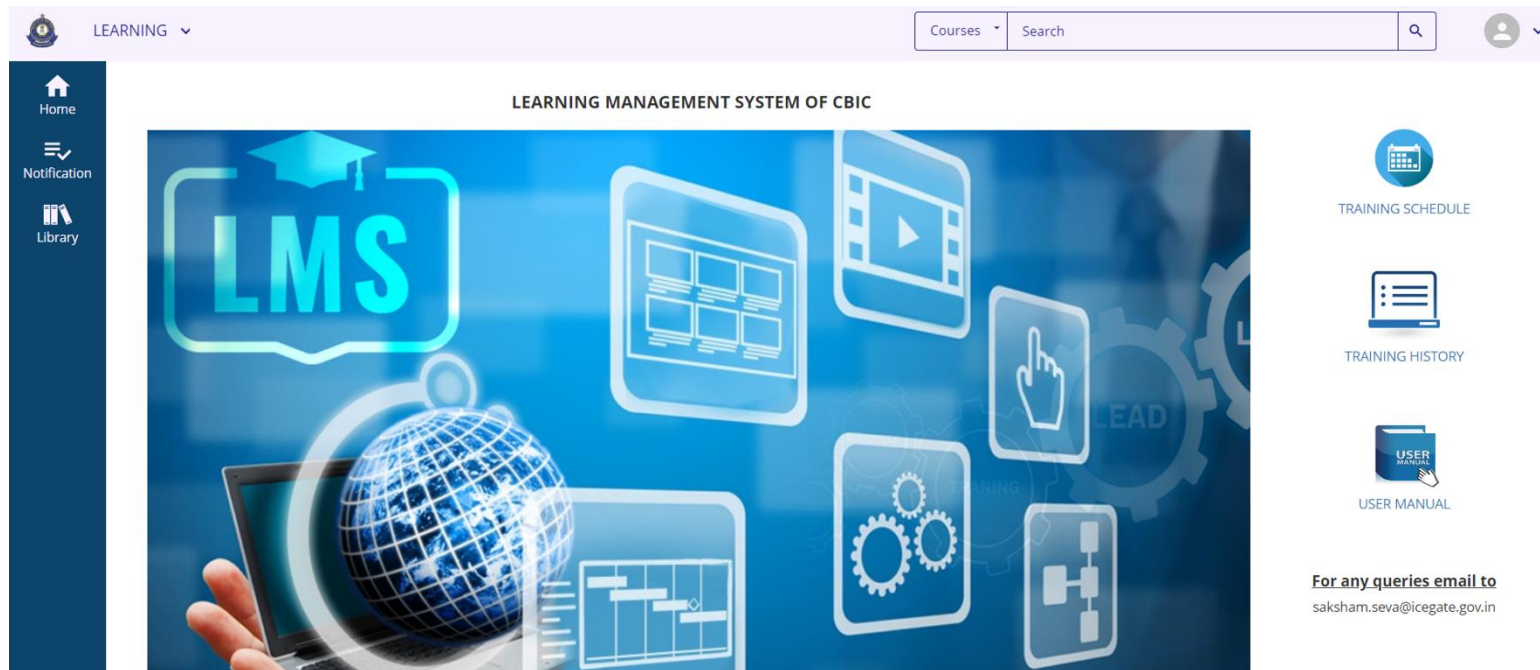 LEARNING
Courses
Search
Home
Notification
Library
LEARNING MANAGEMENT SYSTEM OF CBIC
LMS
LEAD
TRANING
TRAINING SCHEDULE
TRAINING HISTORY
USER
MANUAL
USER MANUAL
For any queries email to
saksham.seva@icegate.gov.in